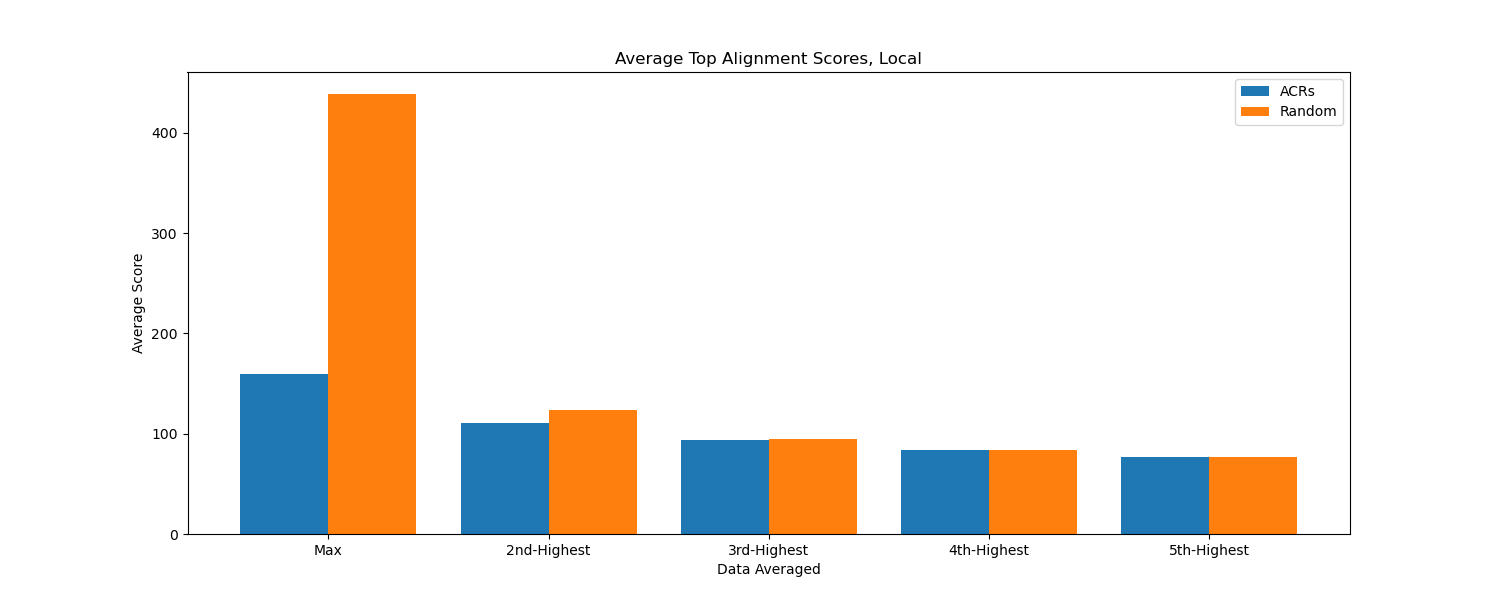 Average Top Alignment Scores, Local
ACRs
Random
400
300
200
100
0
Average Score
Max
2nd-Highest
3rd-Highest
4th-Highest
5th-Highest
Data Averaged